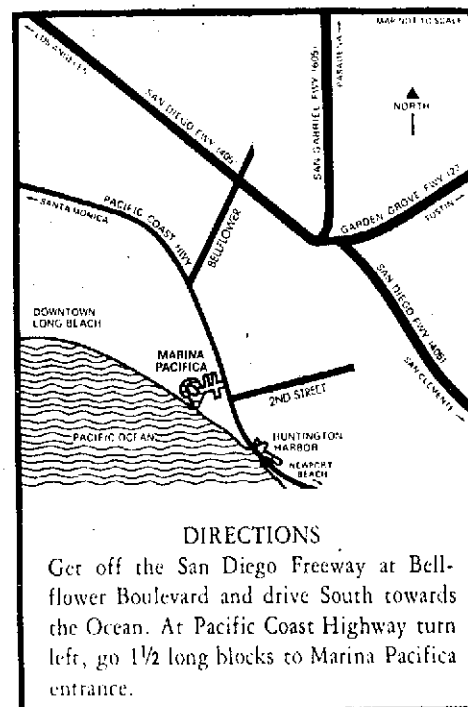 MAP NOT TO SCALE
LOS ANGELES
SAN DIEGO FWY (405)
SAN GABRIEL FWY (605)
PASADENA
NORTH
GARDEN GROVE FWY (22)
TUSTIN
PACIFIC COAST HWY
SANTA MONICA
BELLFLOWER
SAN DIEGO FWY (405)
SAN CLEMENTE
DOWNTOWN
LONG BEACH
MARINA
PACIFICA
2ND STREET
PACIFIC OCEAN
HUNTINGTON
HARBOR
NEWPORT
BEACH
DIRECTIONS
Get off the San Diego Freeway at Bell-
flower Boulevard and drive South towards
the Ocean. At Pacific Coast Highway turn
left, go 1½ long blocks to Marina Pacifica
entrance.